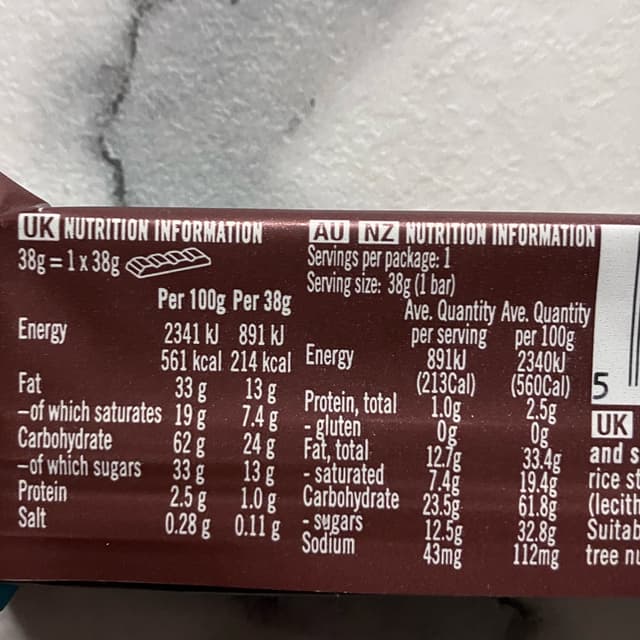 UK NUTRITION INFORMATION
38g = 1 x 38g
Per 100g Per 38g
Energy 2341 kJ 891 kJ
561 kcal 214 kcal
Fat 33 g 13 g
–of which saturates 19 g 7.4 g
Carbohydrate 62 g 24 g
–of which sugars 33 g 13 g
Protein 2.5 g 1.0 g
Salt 0.28 g 0.11 g
AU NZ NUTRITION INFORMATION
Servings per package: 1
Serving size: 38g (1 bar)
Ave. Quantity Ave. Quantity
per serving per 100g
Energy 891kJ 2340kJ
(213Cal) (560Cal)
Protein, total 1.0g 2.5g
- gluten 0g 0g
Fat, total 12.7g 33.4g
- saturated 7.4g 19.4g
Carbohydrate 23.5g 61.8g
- sugars 12.5g 32.8g
Sodium 43mg 112mg
5
UK
and s
rice st
(lecith
Suitab
tree nu